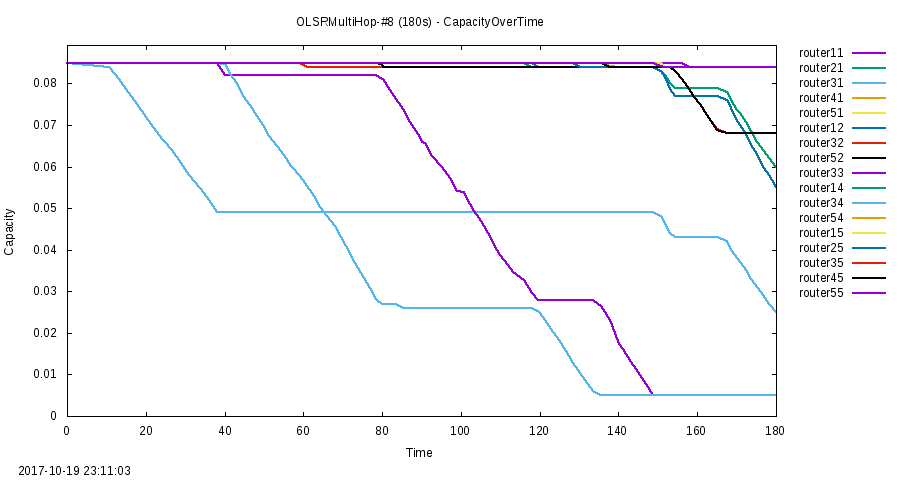 OLSRMultiHop-#8 (180s) - CapacityOverTime
router11
router21
router31
router41
router51
router12
router32
router52
router33
router14
router34
router54
router15
router25
router35
router45
router55
Capacity
0.08
0.07
0.06
0.05
0.04
0.03
0.02
0.01
0
0 20 40 60 80 100 120 140 160 180
Time
2017-10-19 23:11:03